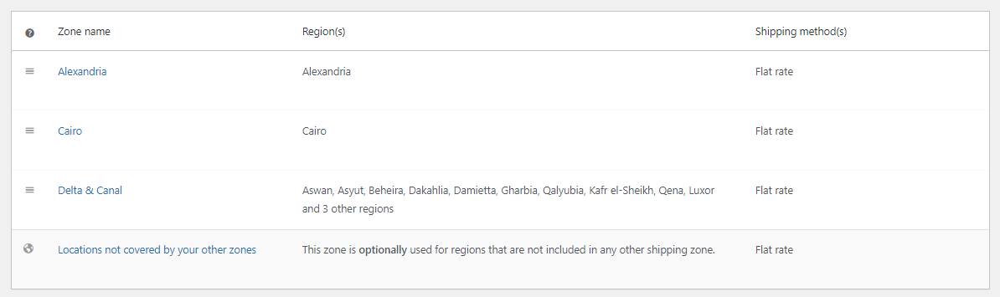 Zone name Region(s) Shipping method(s)
Alexandria Alexandria Flat rate
Cairo Cairo Flat rate
Delta & Canal Aswan, Asyut, Beheira, Dakahlia, Damietta, Gharbia, Qalyubia, Kafr el-Sheikh, Qena, Luxor Flat rate
and 3 other regions
Locations not covered by your other zones This zone is optionally used for regions that are not included in any other shipping zone. Flat rate